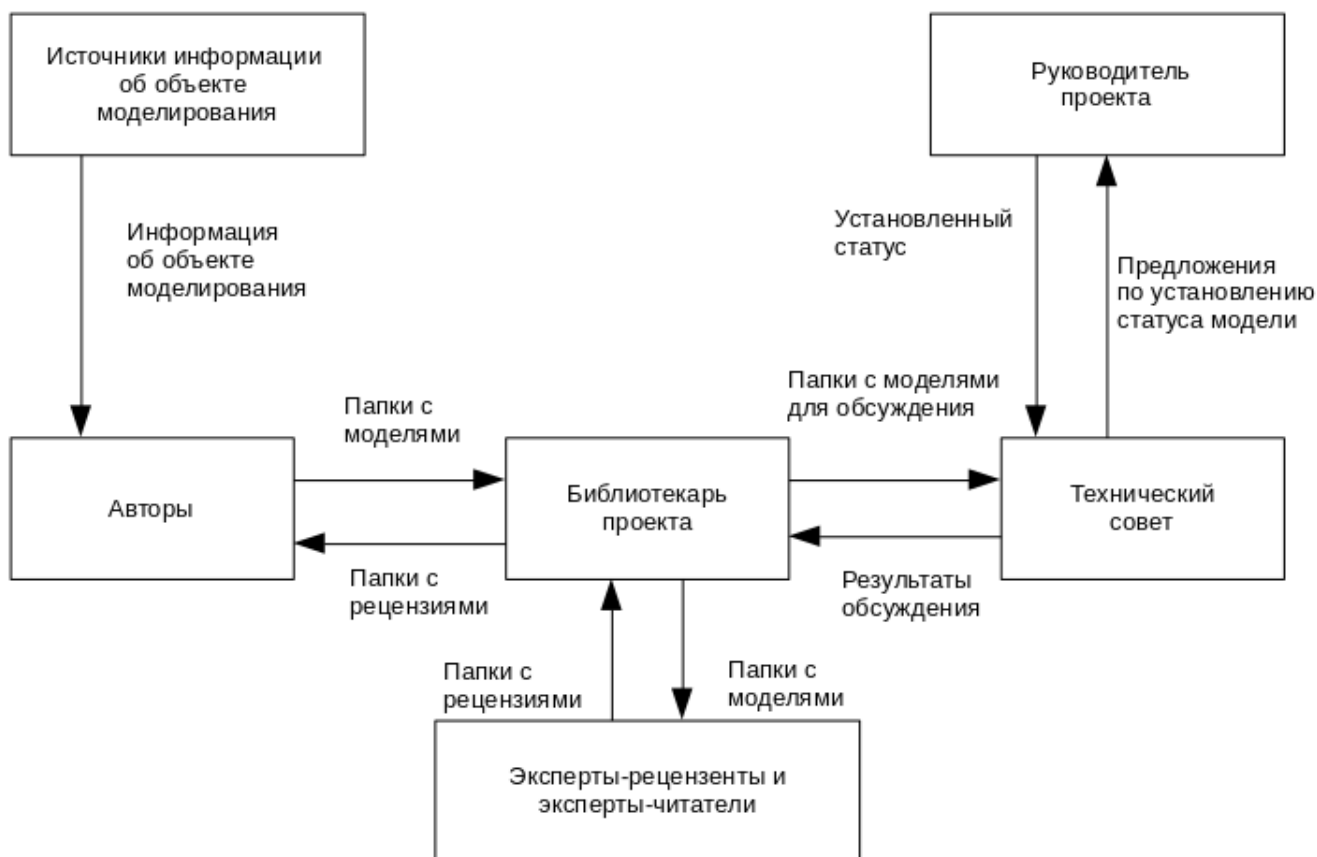 Источники информации
об объекте
моделирования
Руководитель
проекта
Информация
об объекте
моделирования
Установленный
статус
Предложения
по установлению
статуса модели
Папки с
моделями
Папки с моделями
для обсуждения
Авторы
Библиотекарь
проекта
Технический
совет
Папки с
рецензиями
Результаты
обсуждения
Папки с
рецензиями
Папки с
моделями
Эксперты-рецензенты и
эксперты-читатели